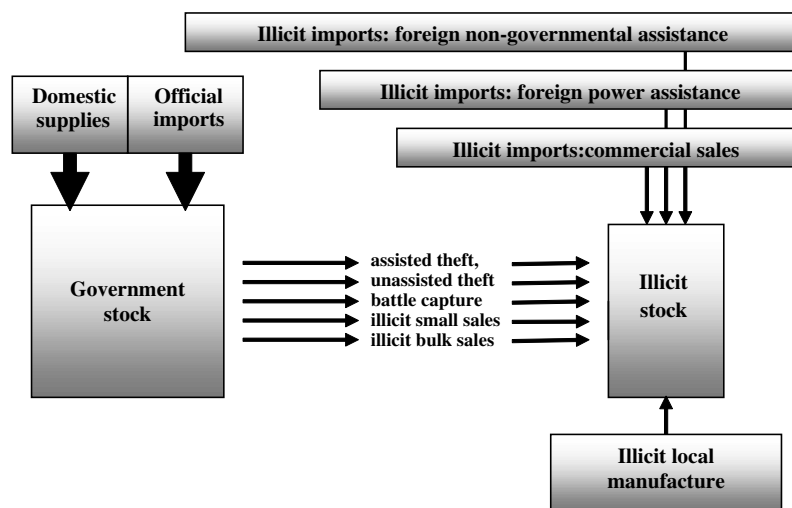 Illicit imports: foreign non-governmental assistance
Domestic
supplies
Official
imports
Illicit imports: foreign power assistance
Illicit imports:commercial sales
Government
stock
assisted theft,
unassisted theft
battle capture
illicit small sales
illicit bulk sales
Illicit
stock
Illicit local
manufacture